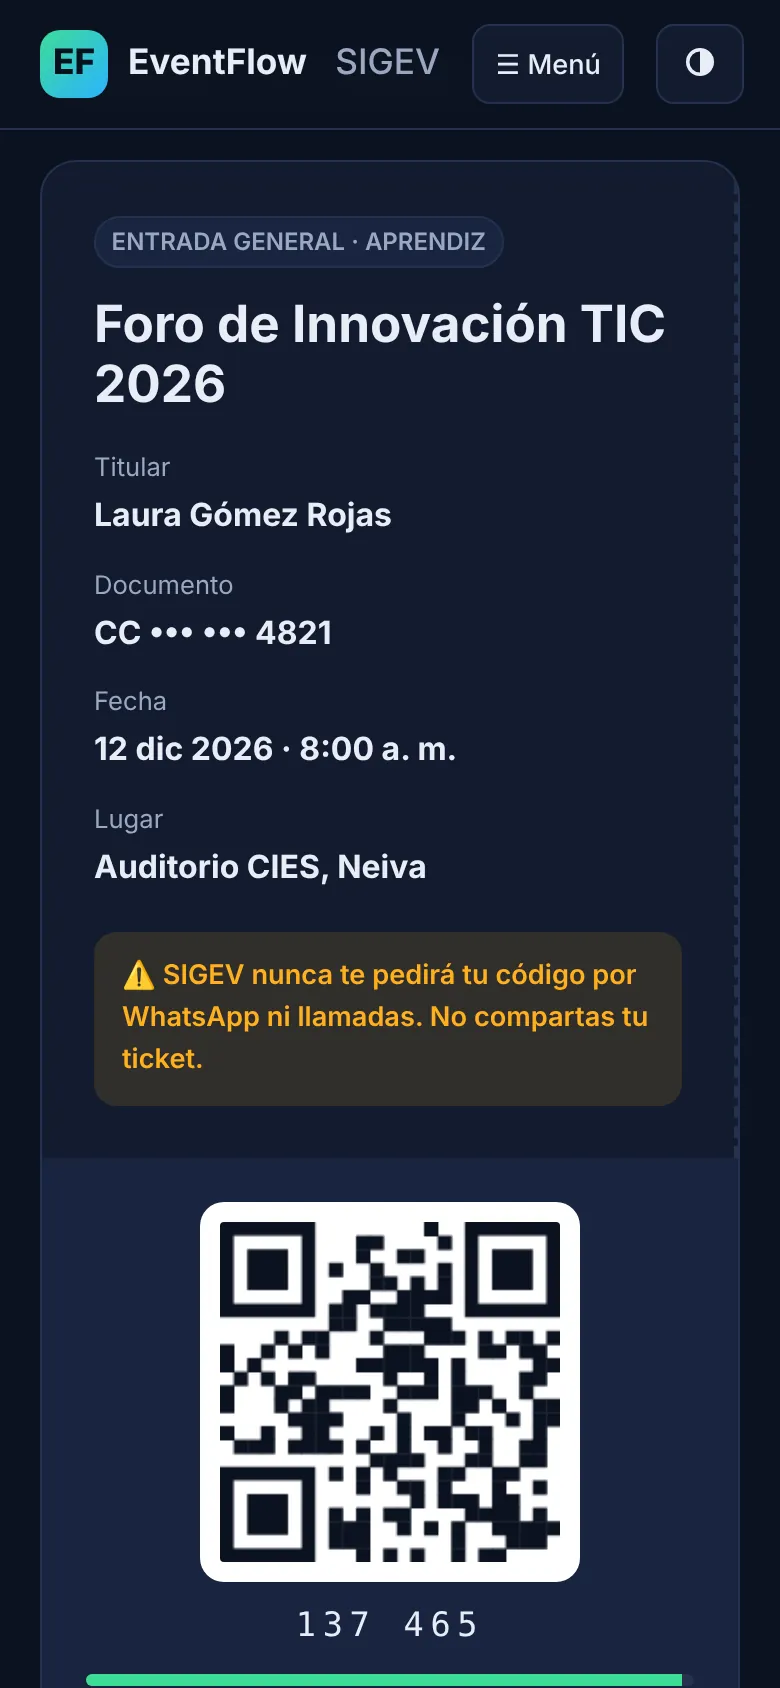 EF EventFlow SIGEV ☰ Menú
ENTRADA GENERAL · APRENDIZ
Foro de Innovación TIC
2026
Titular
Laura Gómez Rojas
Documento
CC ••• ••• 4821
Fecha
12 dic 2026 · 8:00 a. m.
Lugar
Auditorio CIES, Neiva
⚠️ SIGEV nunca te pedirá tu código por
WhatsApp ni llamadas. No compartas tu
ticket.
137 465